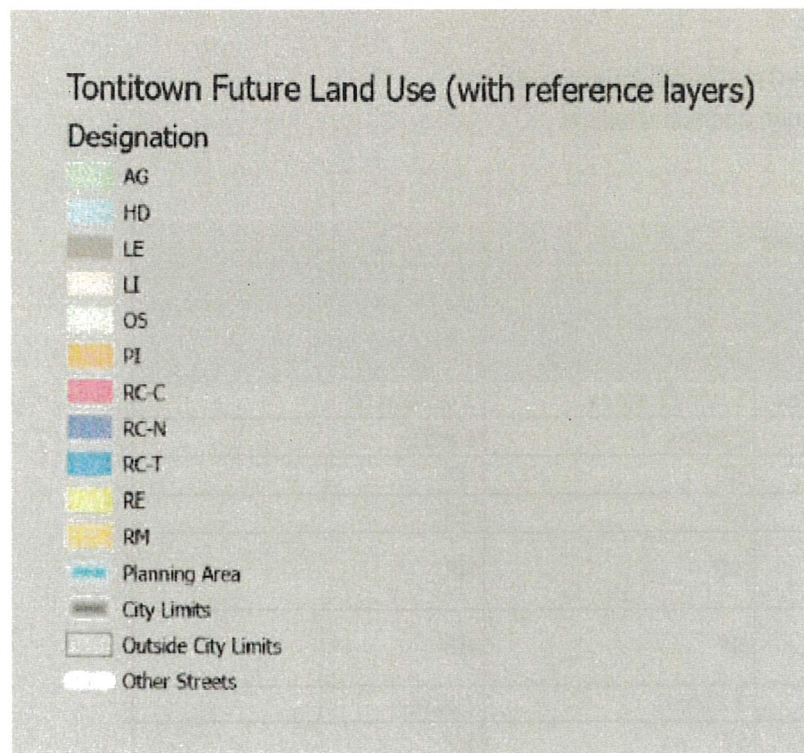 Tontitown Future Land Use (with reference layers)
Designation
AG
HD
LE
LI
OS
PI
RC-C
RC-N
RC-T
RE
RM
Planning Area
City Limits
Outside City Limits
Other Streets